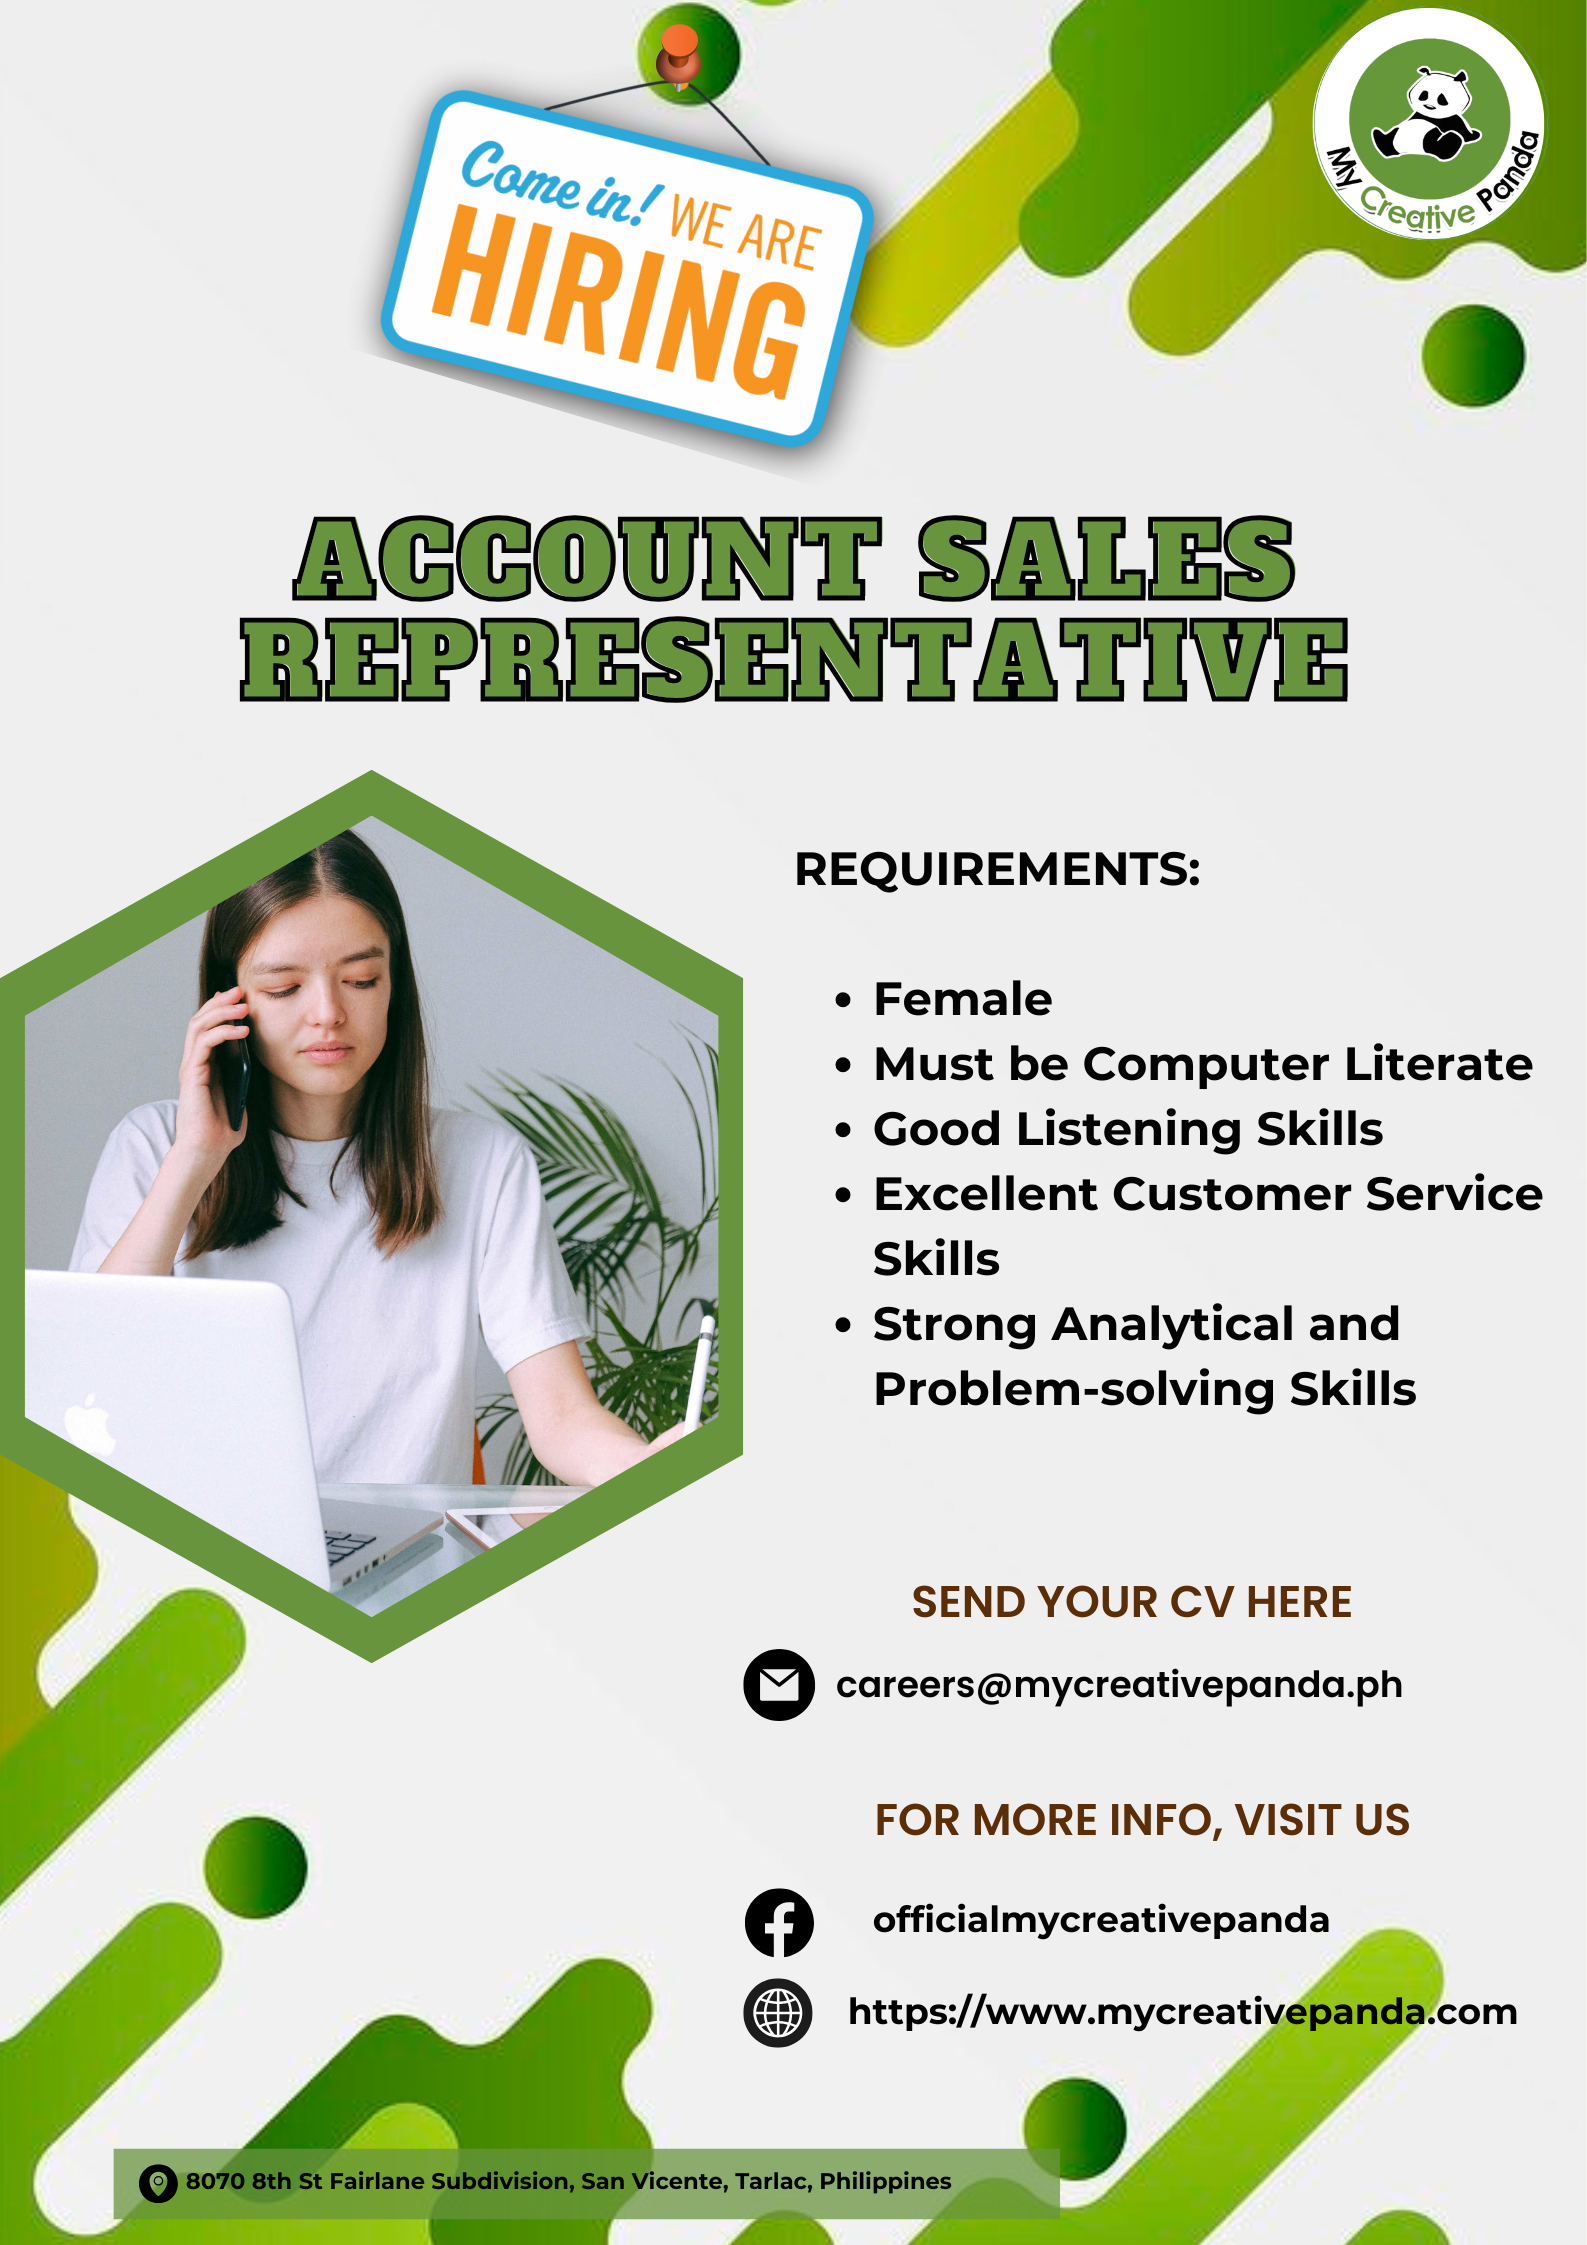 Come in! WE ARE
HIRING
My Creative Panda
ACCOUNT SALES
REPRESENTATIVE
REQUIREMENTS:
• Female
• Must be Computer Literate
• Good Listening Skills
• Excellent Customer Service
Skills
• Strong Analytical and
Problem-solving Skills
SEND YOUR CV HERE
careers@mycreativepanda.ph
FOR MORE INFO, VISIT US
officialmycreativepanda
https://www.mycreativepanda.com
8070 8th St Fairlane Subdivision, San Vicente, Tarlac, Philippines